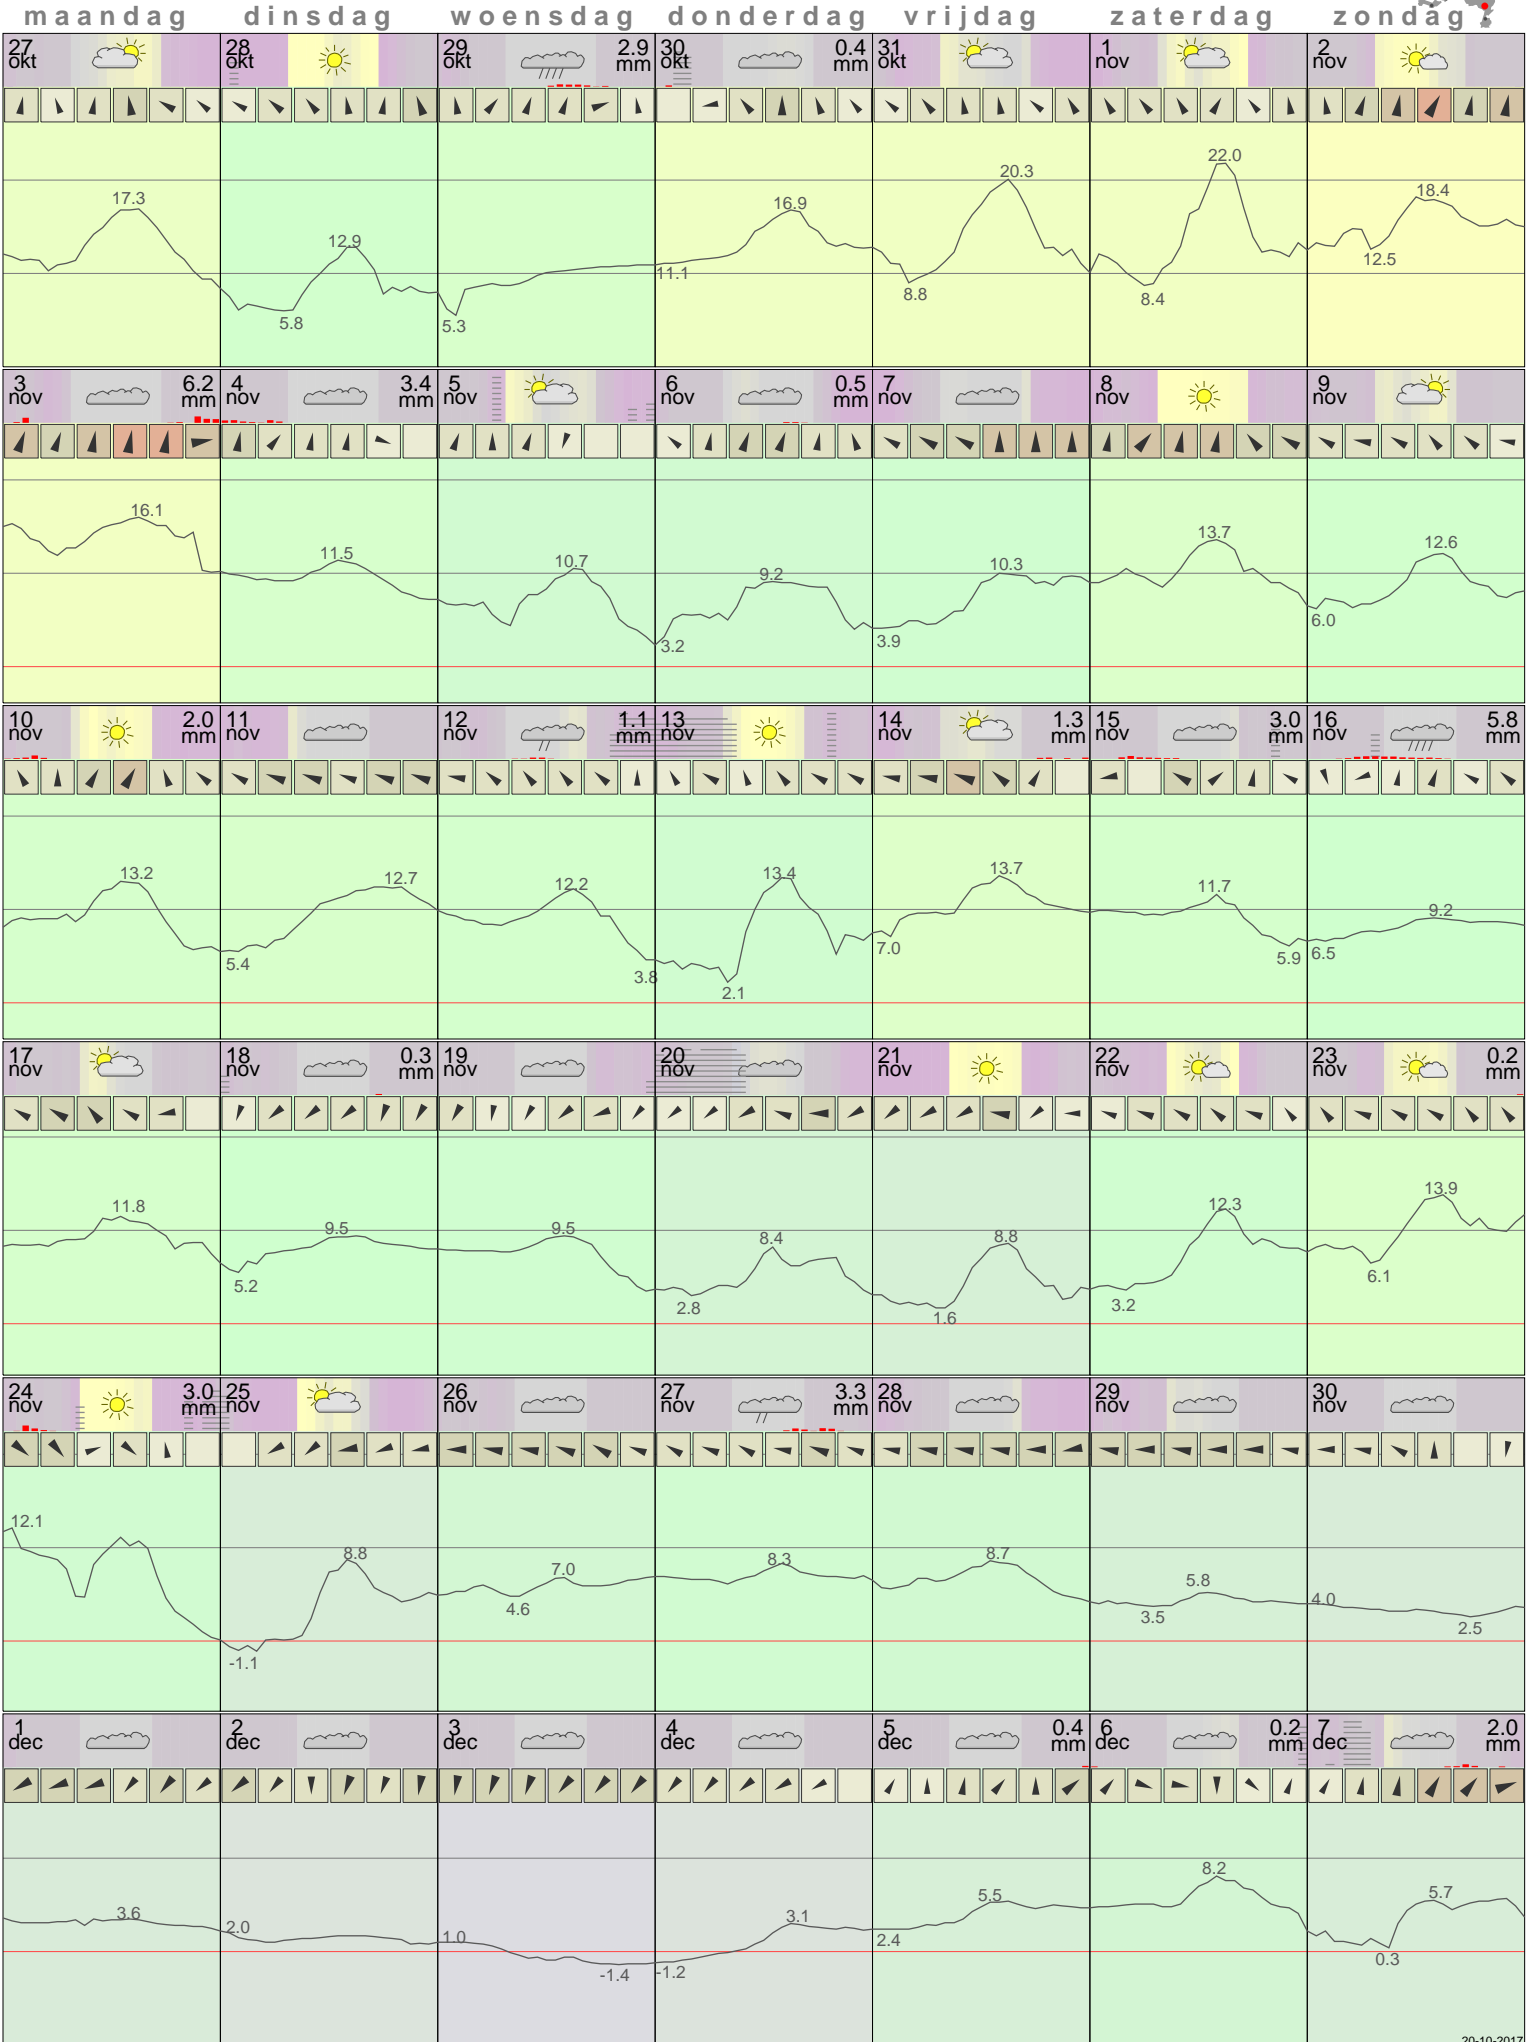 maandag dinsdag woensdag donderdag vrijdag zaterdag zondag
27 okt 28 okt 29 okt 2.9 mm 30 okt 0.4 mm 31 okt 1 nov 2 nov
17.3 12.9 5.8 5.3 16.9 11.1 20.3 8.8 22.0 8.4 18.4 12.5
3 nov 6.2 mm 4 nov 3.4 mm 5 nov 6 nov 0.5 mm 7 nov 8 nov 9 nov
16.1 11.5 10.7 9.2 3.2 10.3 3.9 13.7 12.6 6.0
10 nov 2.0 mm 11 nov 12 nov 1.1 mm 13 nov 14 nov 1.3 mm 15 nov 3.0 mm 16 nov 5.8 mm
13.2 12.7 5.4 12.2 3.8 13.4 2.1 13.7 7.0 11.7 5.9 9.2 6.5
17 nov 18 nov 0.3 mm 19 nov 20 nov 21 nov 22 nov 23 nov 0.2 mm
11.8 9.5 5.2 9.5 8.4 2.8 8.8 1.6 12.3 3.2 13.9 6.1
24 nov 3.0 mm 25 nov 26 nov 27 nov 3.3 mm 28 nov 29 nov 30 nov
12.1 8.8 -1.1 7.0 4.6 8.3 8.7 5.8 3.5 4.0 2.5
1 dec 2 dec 3 dec 4 dec 5 dec 0.4 mm 6 dec 0.2 mm 7 dec 2.0 mm
3.6 2.0 1.0 -1.4 3.1 -1.2 5.5 2.4 8.2 5.7 0.3
20-10-2017